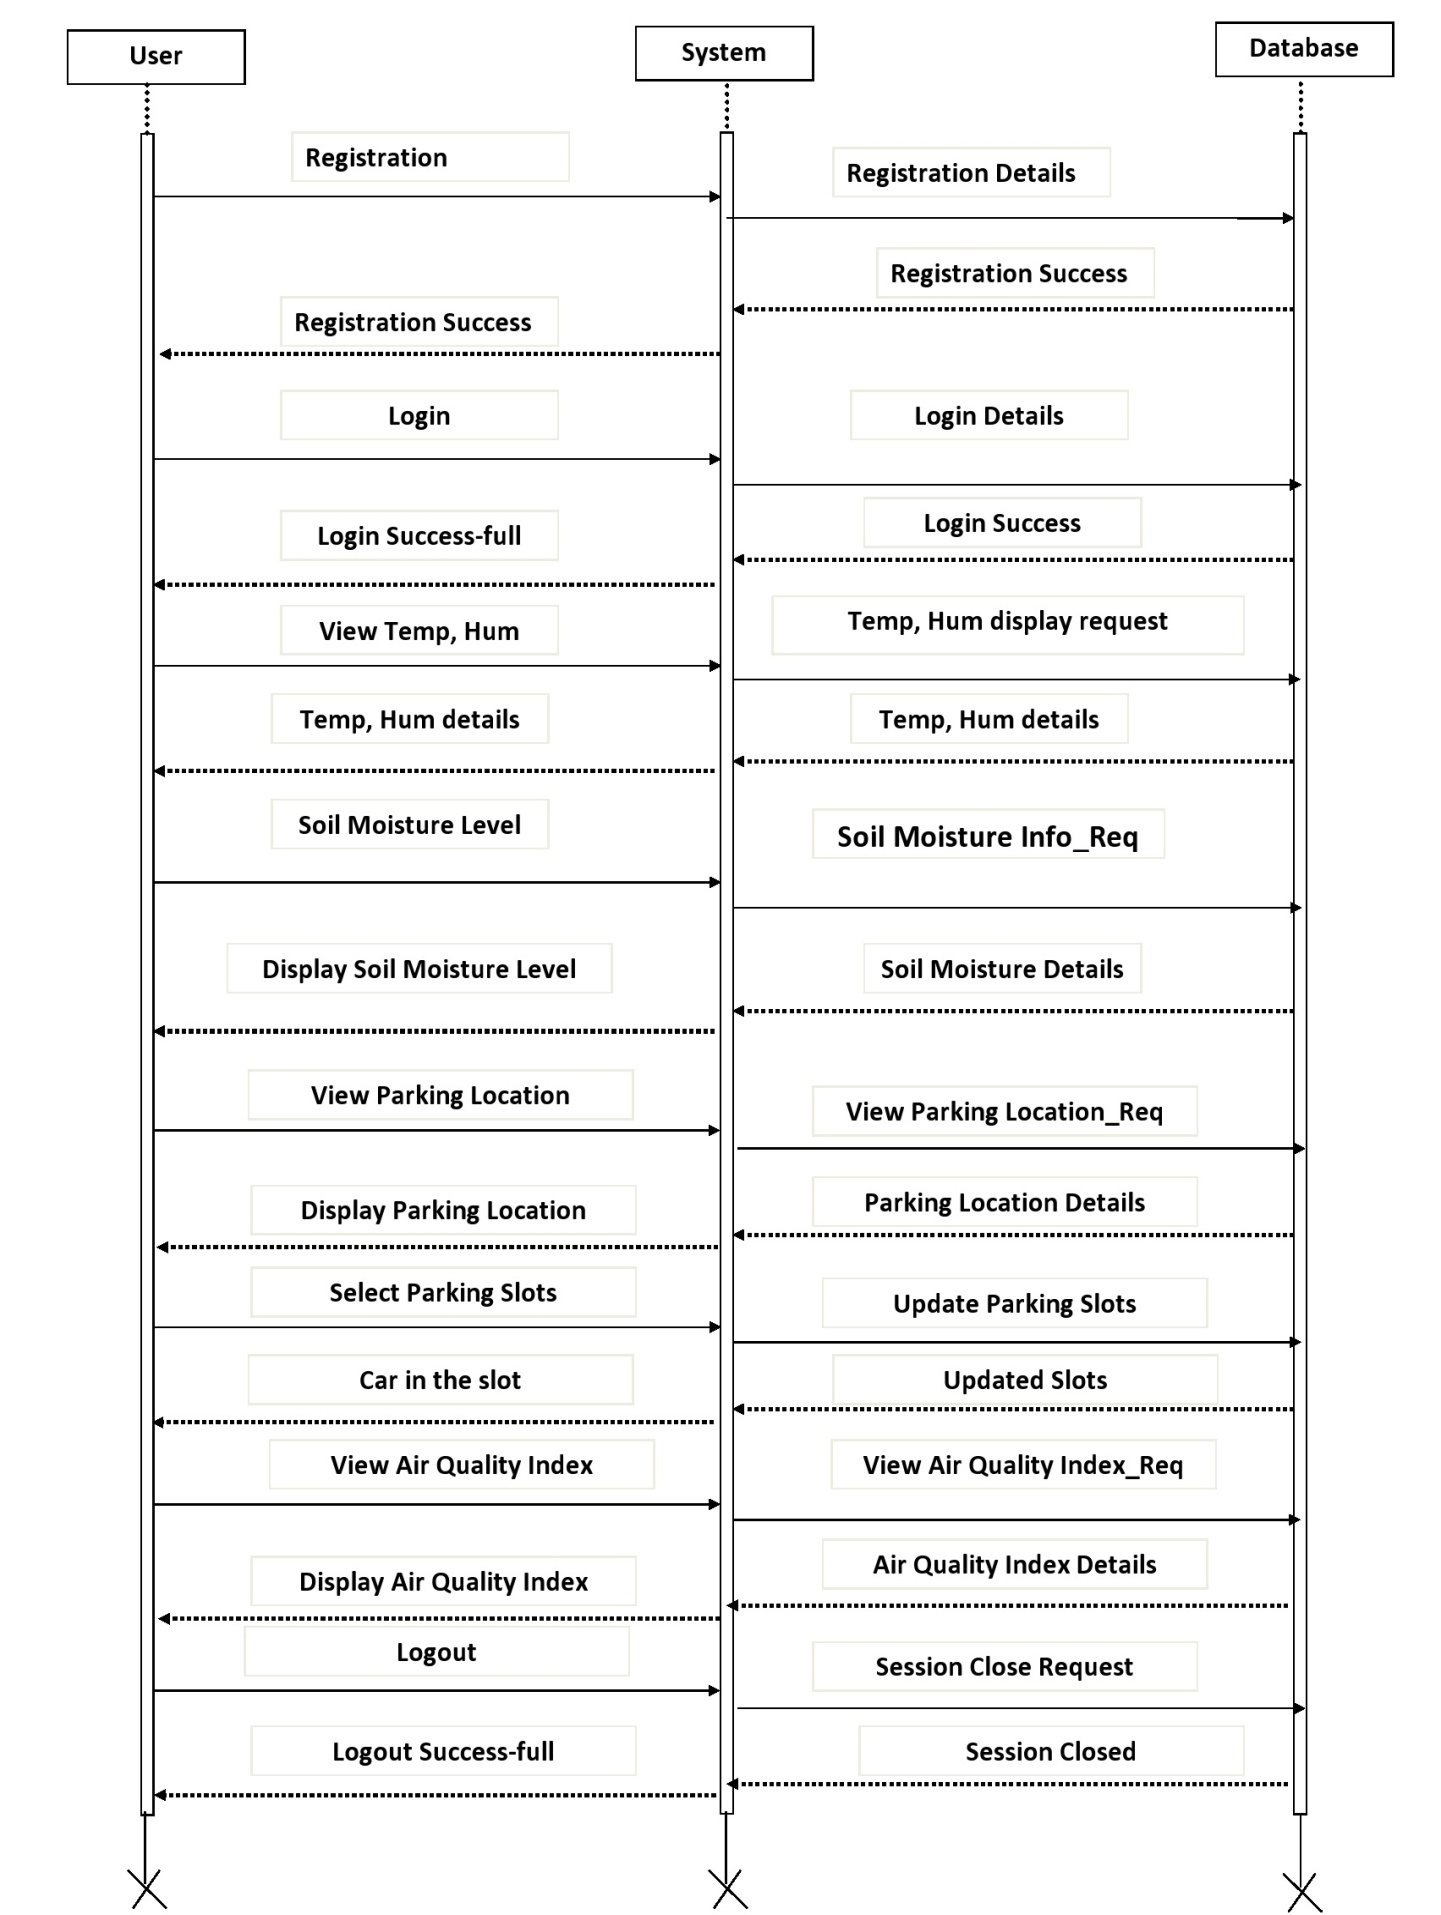 User
System
Database
Registration
Registration Details
Registration Success
Registration Success
Login
Login Details
Login Success
Login Success-full
Temp, Hum display request
View Temp, Hum
Temp, Hum details
Temp, Hum details
Soil Moisture Level
Soil Moisture Info_Req
Display Soil Moisture Level
Soil Moisture Details
View Parking Location
View Parking Location_Req
Parking Location Details
Display Parking Location
Select Parking Slots
Update Parking Slots
Car in the slot
Updated Slots
View Air Quality Index
View Air Quality Index_Req
Air Quality Index Details
Display Air Quality Index
Logout
Session Close Request
Logout Success-full
Session Closed